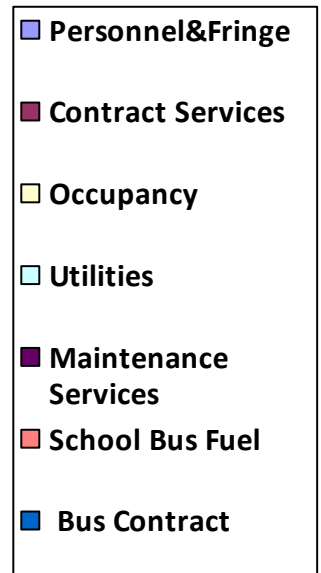 Personnel&Fringe
Contract Services
Occupancy
Utilities
Maintenance
Services
School Bus Fuel
Bus Contract